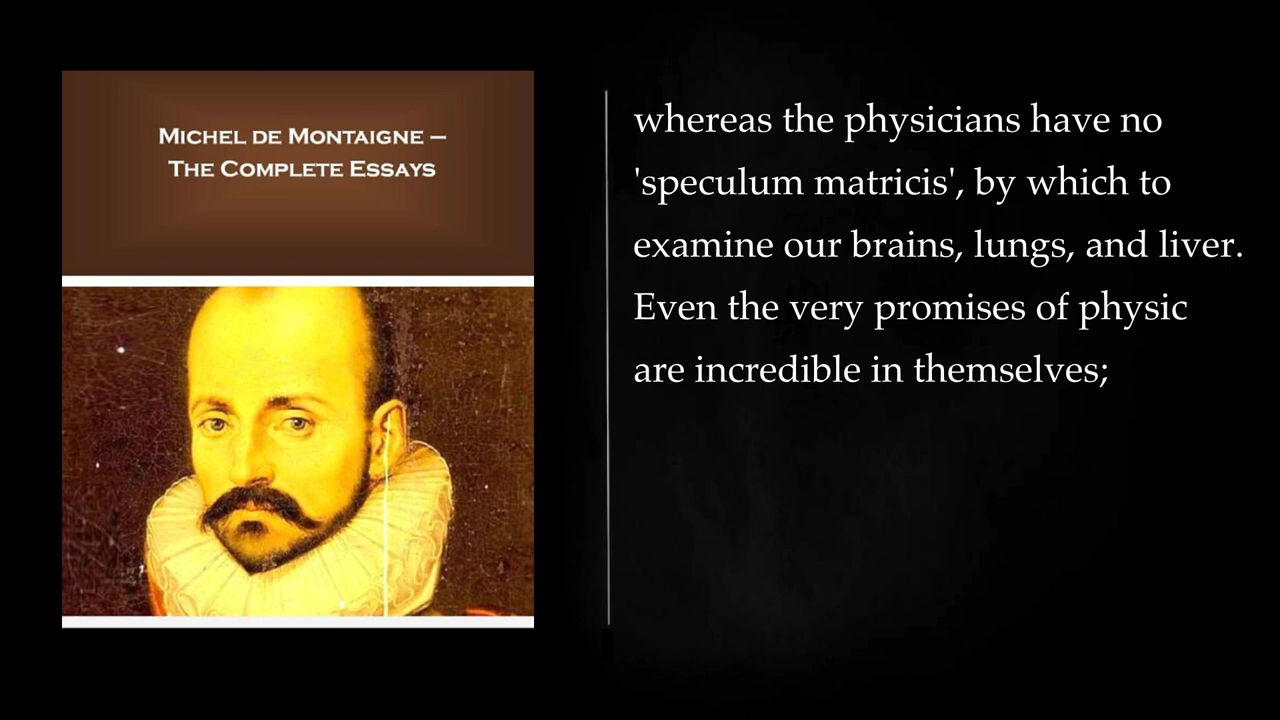 MICHEL DE MONTAIGNE –
THE COMPLETE ESSAYS
whereas the physicians have no
'speculum matricis', by which to
examine our brains, lungs, and liver.
Even the very promises of physic
are incredible in themselves;